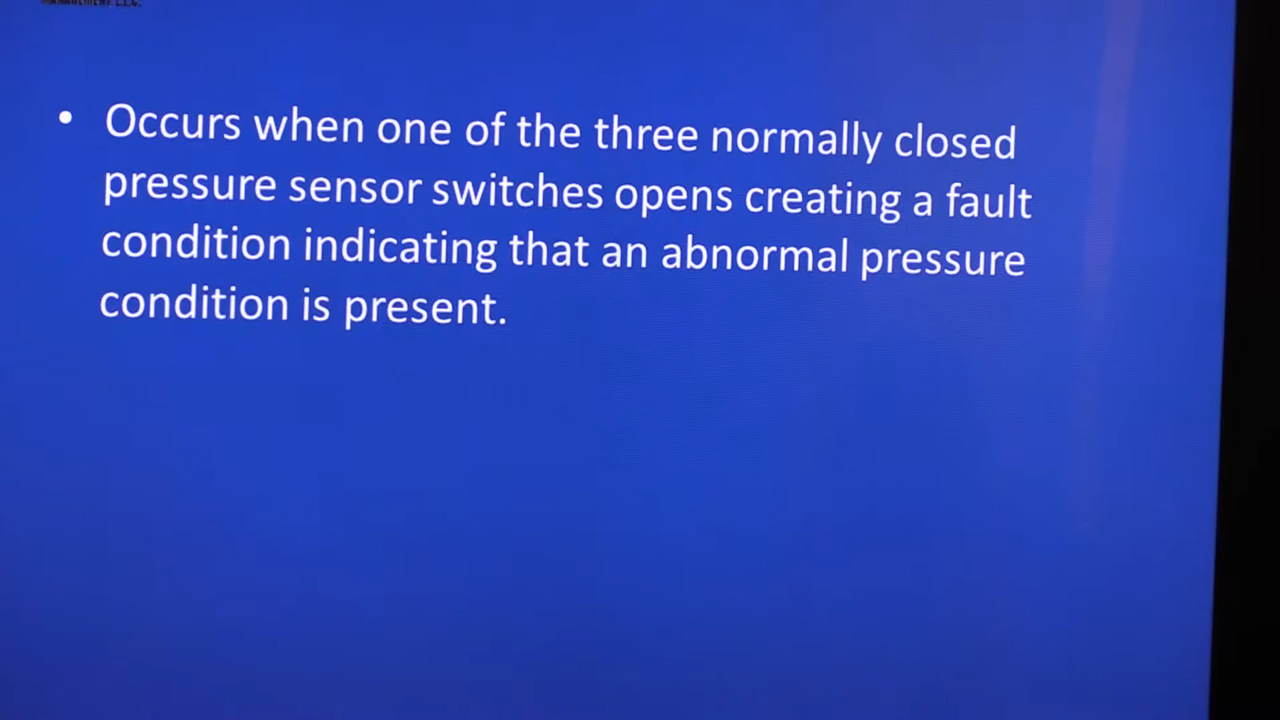 • Occurs when one of the three normally closed
pressure sensor switches opens creating a fault
condition indicating that an abnormal pressure
condition is present.